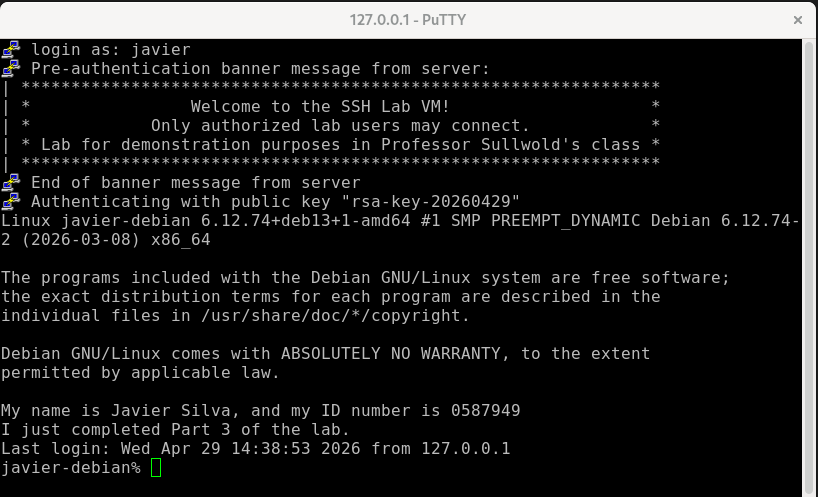 127.0.0.1 - PuTTY
login as: javier
Pre-authentication banner message from server:
| ****************************************************************
| *                Welcome to the SSH Lab VM!                    *
| *            Only authorized lab users may connect.            *
| * Lab for demonstration purposes in Professor Sullwold's class *
| ****************************************************************
End of banner message from server
Authenticating with public key "rsa-key-20260429"
Linux javier-debian 6.12.74+deb13+1-amd64 #1 SMP PREEMPT_DYNAMIC Debian 6.12.74-
2 (2026-03-08) x86_64

The programs included with the Debian GNU/Linux system are free software;
the exact distribution terms for each program are described in the
individual files in /usr/share/doc/*/copyright.

Debian GNU/Linux comes with ABSOLUTELY NO WARRANTY, to the extent
permitted by applicable law.

My name is Javier Silva, and my ID number is 0587949
I just completed Part 3 of the lab.
Last login: Wed Apr 29 14:38:53 2026 from 127.0.0.1
javier-debian%